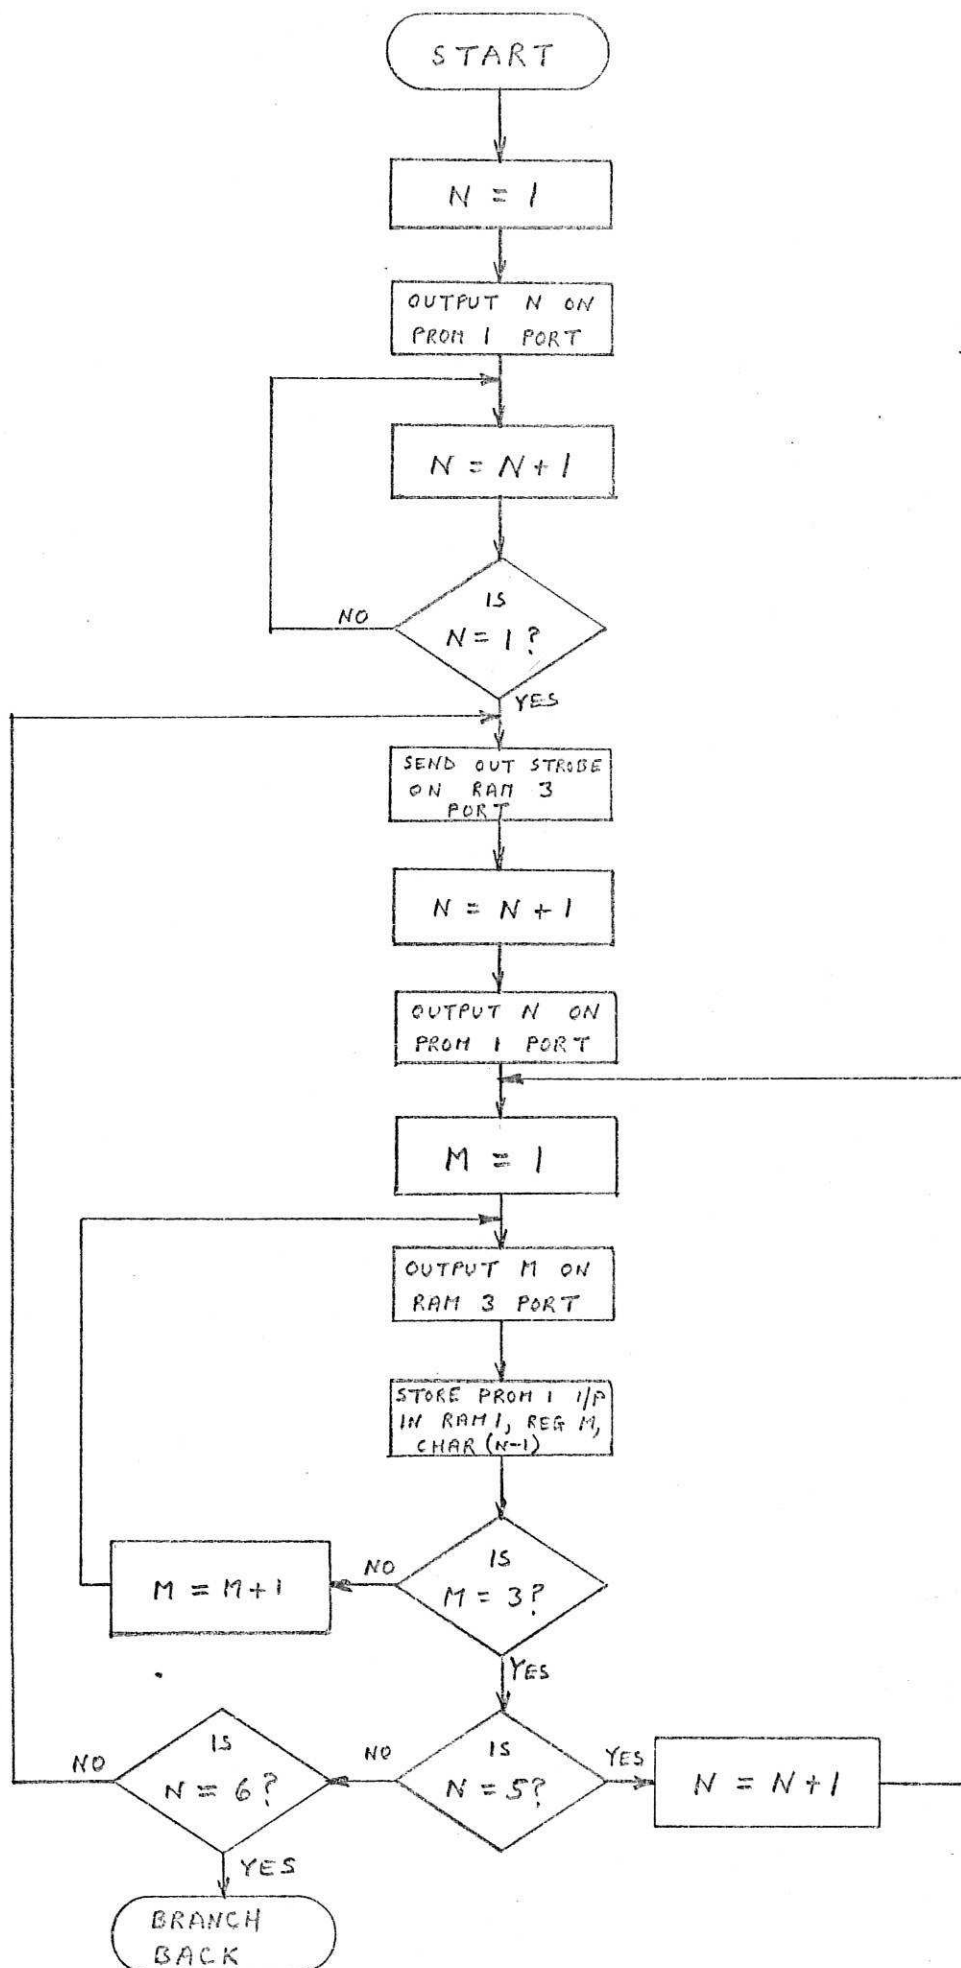 START
N = 1
OUTPUT N ON
PROM 1 PORT
N = N + 1
IS
N = 1 ?
NO
YES
SEND OUT STROBE
ON RAM 3
PORT
N = N + 1
OUTPUT N ON
PROM 1 PORT
M = 1
OUTPUT M ON
RAM 3 PORT
STORE PROM 1 I/P
IN RAM 1, REG M,
CHAR (N-1)
IS
M = 3 ?
NO
M = M + 1
YES
IS
N = 5 ?
YES
N = N + 1
NO
IS
N = 6 ?
NO
YES
BRANCH
BACK